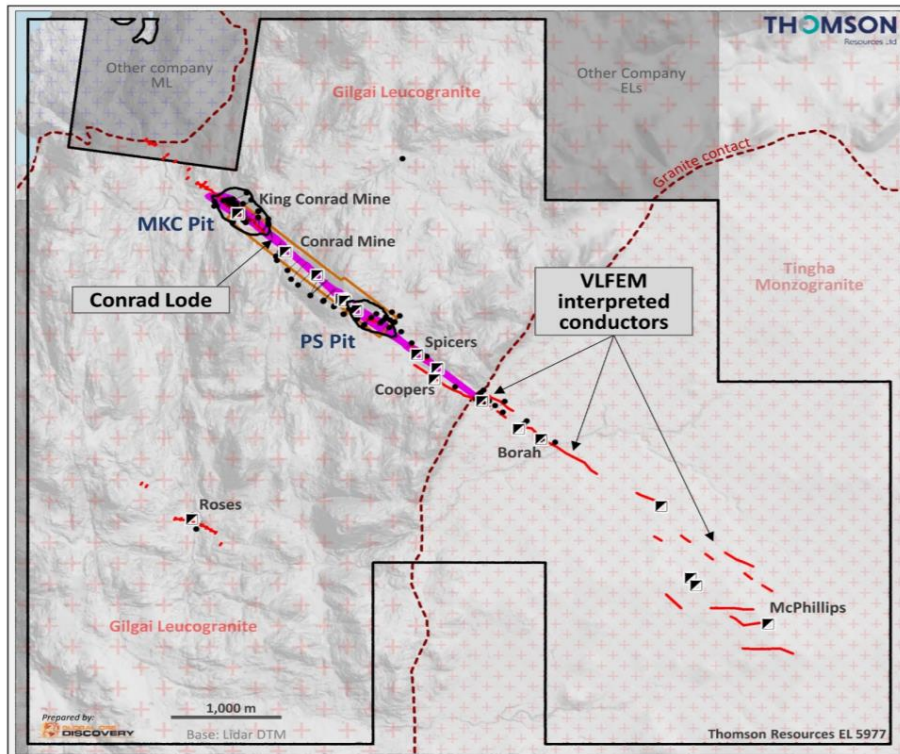 THOMSON
Resources Ltd
Other company
ML
Gilgai Leucogranite
Other Company
ELs
Granite contact
King Conrad Mine
MKC Pit
Conrad Mine
Tingha
Monzogranite
Conrad Lode
VLFEM
interpreted
conductors
PS Pit
Spicers
Coopers
Borah
Roses
McPhillips
Gilgai Leucogranite
1,000 m
Prepared by:
DISCOVERY
Base: Lidar DTM
Thomson Resources EL 5977